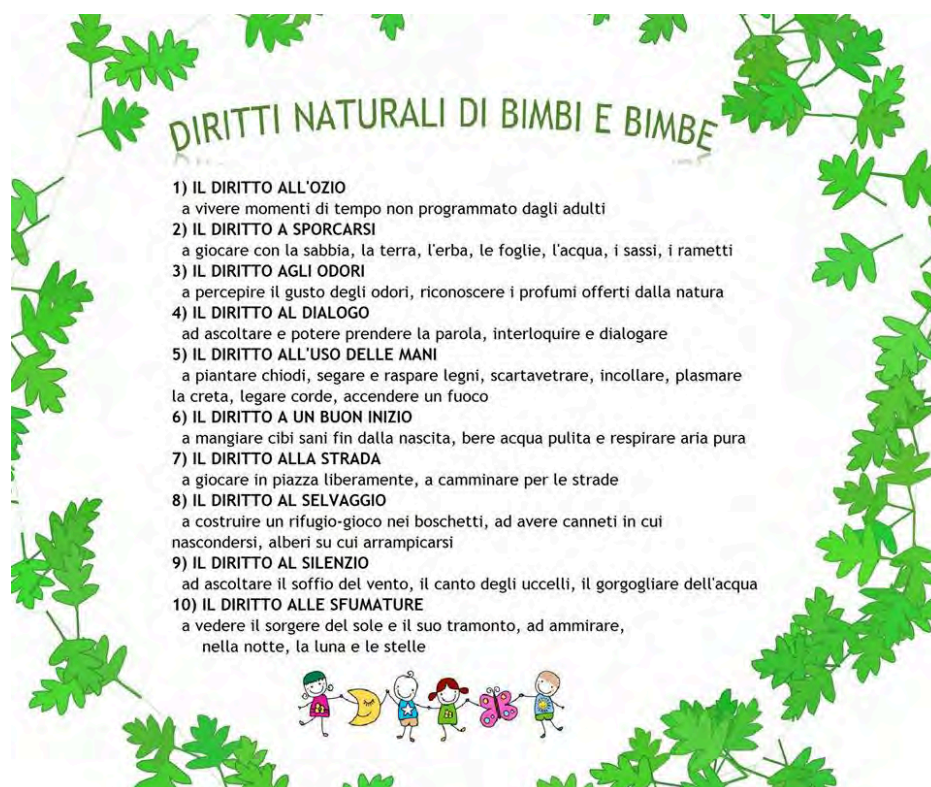 DIRITTI NATURALI DI BIMBI E BIMBE
1) IL DIRITTO ALL'OZIO
a vivere momenti di tempo non programmato dagli adulti
2) IL DIRITTO A SPORCARSI
a giocare con la sabbia, la terra, l'erba, le foglie, l'acqua, i sassi, i rametti
3) IL DIRITTO AGLI ODORI
a percepire il gusto degli odori, riconoscere i profumi offerti dalla natura
4) IL DIRITTO AL DIALOGO
ad ascoltare e potere prendere la parola, interloquire e dialogare
5) IL DIRITTO ALL'USO DELLE MANI
a piantare chiodi, segare e raspare legni, scartavetrare, incollare, plasmare
la creta, legare corde, accendere un fuoco
6) IL DIRITTO A UN BUON INIZIO
a mangiare cibi sani fin dalla nascita, bere acqua pulita e respirare aria pura
7) IL DIRITTO ALLA STRADA
a giocare in piazza liberamente, a camminare per le strade
8) IL DIRITTO AL SELVAGGIO
a costruire un rifugio-gioco nei boschetti, ad avere canneti in cui
nascondersi, alberi su cui arrampicarsi
9) IL DIRITTO AL SILENZIO
ad ascoltare il soffio del vento, il canto degli uccelli, il gorgogliare dell'acqua
10) IL DIRITTO ALLE SFUMATURE
a vedere il sorgere del sole e il suo tramonto, ad ammirare,
nella notte, la luna e le stelle